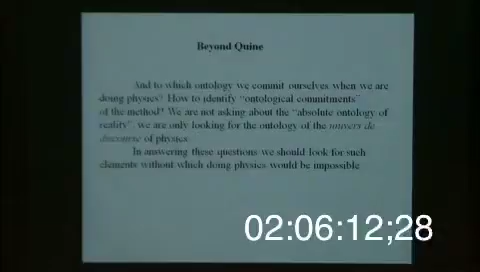 Beyond Quine
And to which ontology we commit ourselves when we are
doing physics? How to identify "ontological commitments"
of the method? We are not asking about the "absolute ontology of
reality", we are only looking for the ontology of the univers de
discourse of physics
In answering these questions we should look for such
elements without which doing physics would be impossible
02:06:12;28